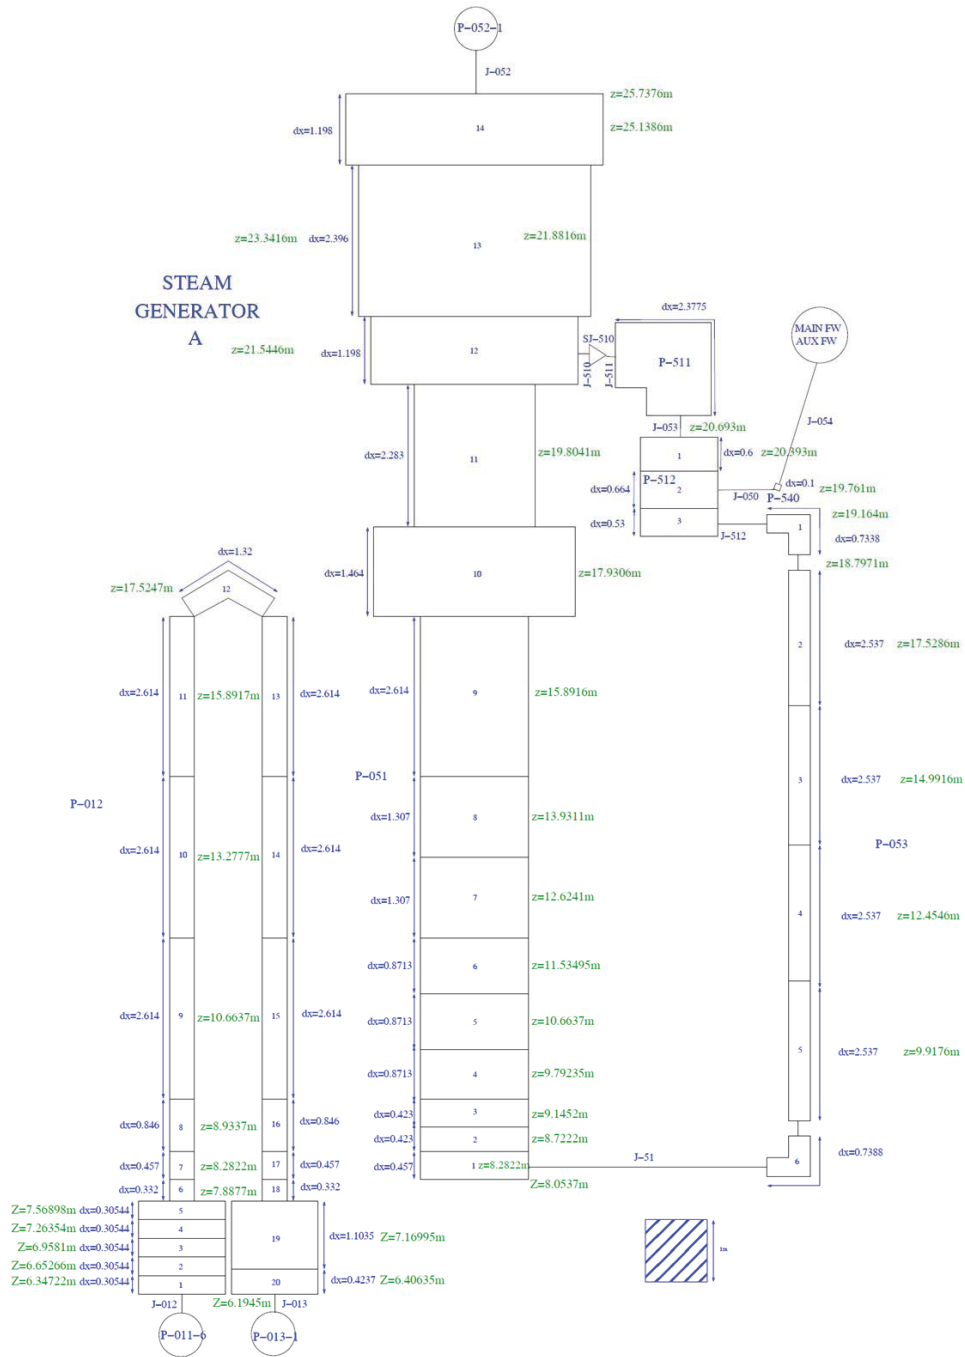 P-052-1
J-052
z=25.7376m
14
z=25.1386m
dx=1.198
z=23.3416m
dx=2.396
z=21.8816m
13
STEAM
GENERATOR
A
dx=2.3775
MAIN FW
AUX FW
SJ-510
z=21.5446m
dx=1.198
12
J-510
J-511
P-511
J-054
J-053
z=20.693m
dx=2.283
11
z=19.8041m
1
dx=0.6
z=20.393m
P-512
dx=0.664
2
J-050
dx=0.1
P-540
z=19.761m
dx=0.53
3
J-512
z=19.164m
1
dx=0.7338
z=18.7971m
dx=1.32
z=17.5247m
12
dx=1.464
10
z=17.9306m
2
dx=2.537
z=17.5286m
dx=2.614
11
z=15.8917m
13
dx=2.614
dx=2.614
9
z=15.8916m
P-051
3
dx=2.537
z=14.9916m
P-012
dx=1.307
8
z=13.9311m
P-053
dx=2.614
10
z=13.2777m
14
dx=2.614
dx=1.307
7
z=12.6241m
4
dx=2.537
z=12.4546m
dx=0.8713
6
z=11.53495m
dx=2.614
9
z=10.6637m
15
dx=2.614
dx=0.8713
5
z=10.6637m
5
dx=2.537
z=9.9176m
dx=0.8713
4
z=9.79235m
dx=0.423
3
z=9.1452m
dx=0.846
8
z=8.9337m
16
dx=0.846
dx=0.423
2
z=8.7222m
dx=0.457
7
z=8.2822m
17
dx=0.457
dx=0.457
1
z=8.2822m
J-51
6
dx=0.7388
z=8.0537m
dx=0.332
6
z=7.8877m
18
dx=0.332
Z=7.56898m
dx=0.30544
5
Z=7.26354m
dx=0.30544
4
Z=6.9581m
dx=0.30544
3
19
dx=1.1035
Z=7.16995m
1m
Z=6.65266m
dx=0.30544
2
Z=6.34722m
dx=0.30544
1
20
dx=0.4237
Z=6.40635m
J-012
Z=6.1945m
J-013
P-011-6
P-013-1